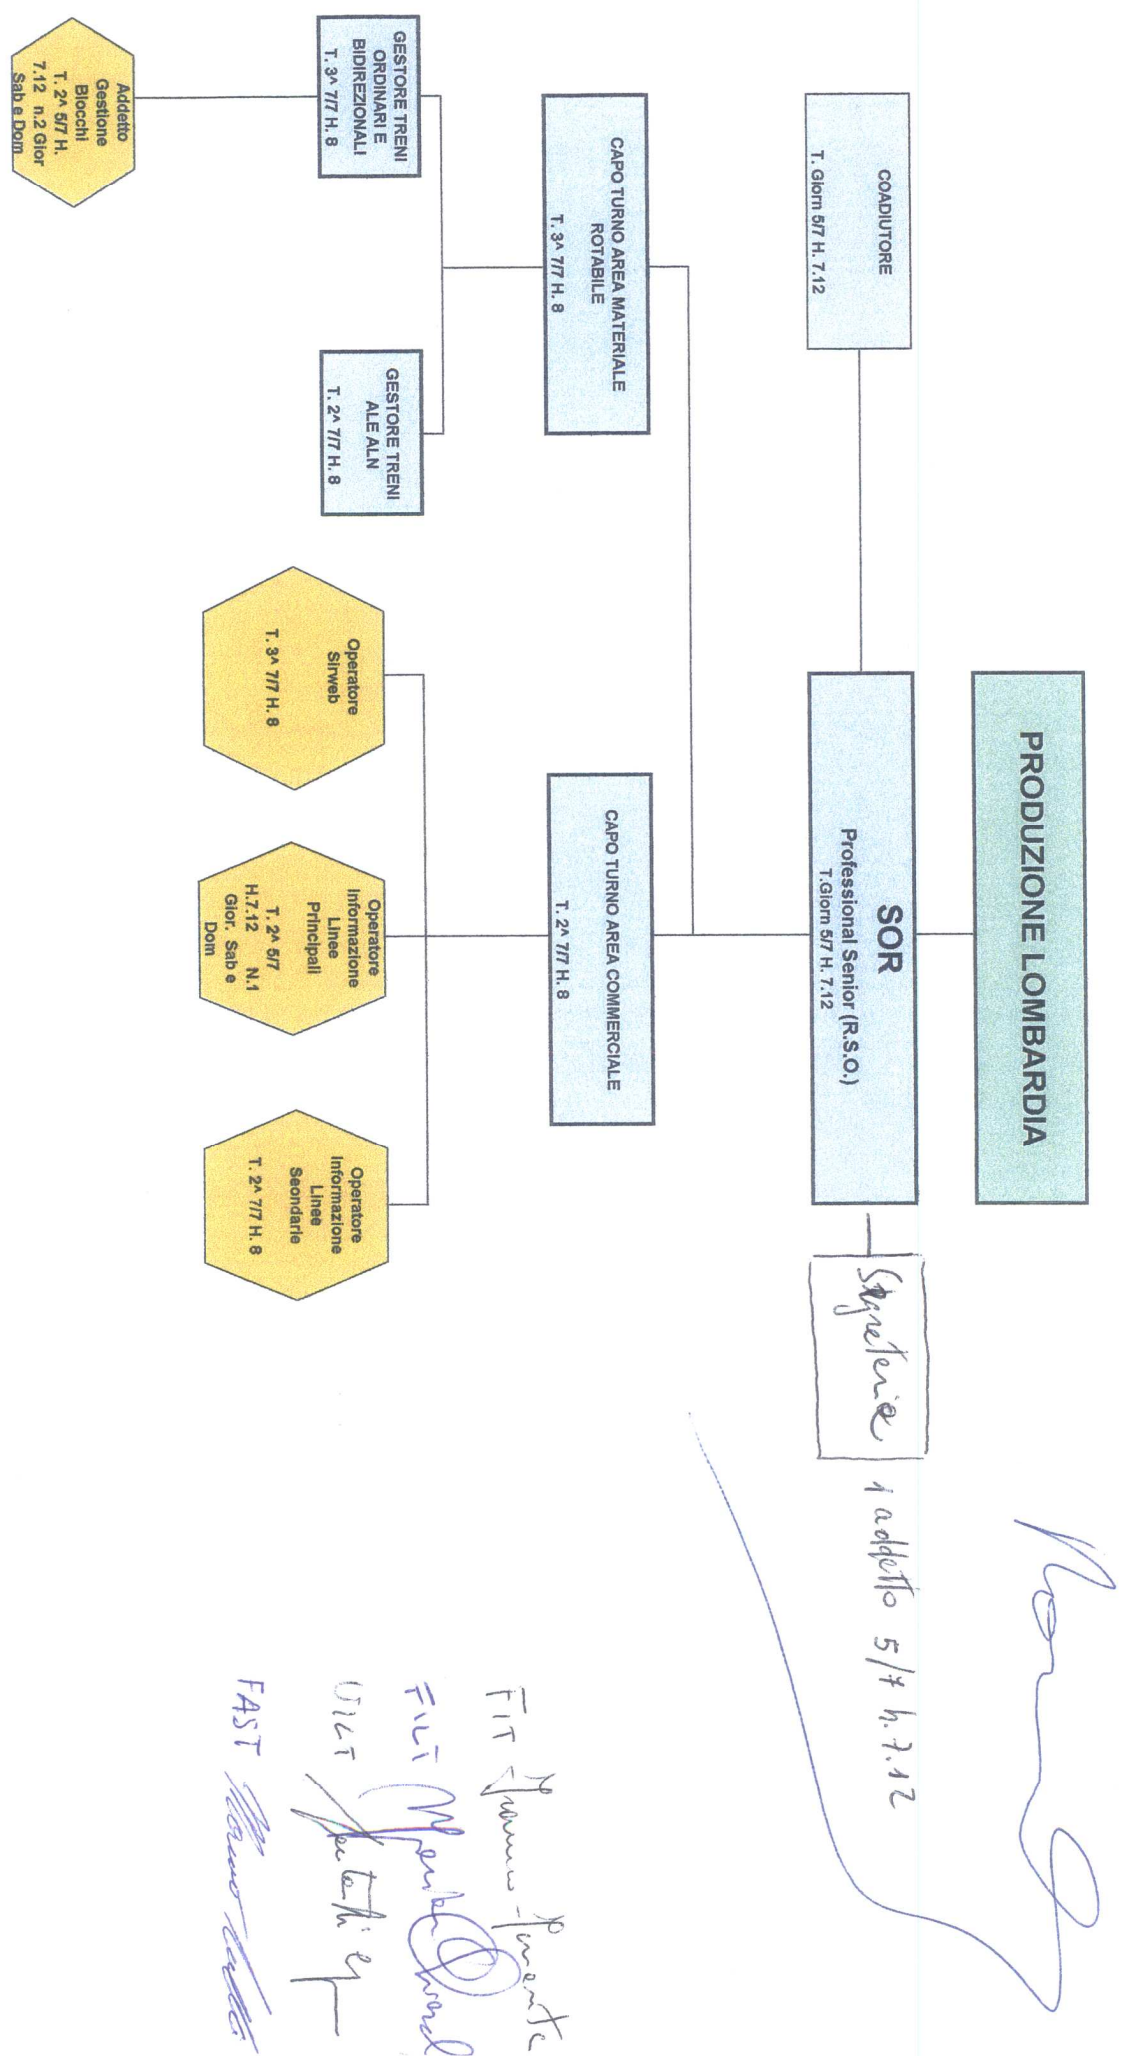 PRODUZIONE LOMBARDIA
SOR
Professional Senior (R.S.O.)
T.Giorn 5/7 H. 7.12
Segreteria
1 addetto 5/7 h. 7.12
COADIUTORE
T. Giorn 5/7 H. 7.12
CAPO TURNO AREA MATERIALE
ROTABILE
T. 3^ 7/7 H. 8
CAPO TURNO AREA COMMERCIALE
T. 2^ 7/7 H. 8
GESTORE TRENI
ORDINARI E
BIDIREZIONALI
T. 3^ 7/7 H. 8
GESTORE TRENI
ALE ALN
T. 2^ 7/7 H. 8
Operatore
Sirweb
T. 3^ 7/7 H. 8
Operatore
Informazione
Linee
Principali
T. 2^ 5/7
H.7.12 N.1
Gior. Sab e
Dom
Operatore
Informazione
Linee
Seondarie
T. 2^ 7/7 H. 8
Addetto
Gestione
Blocchi
T. 2^ 5/7 H.
7.12 n.2 Gior
Sab e Dom
FIT
FILT
UILT
FAST